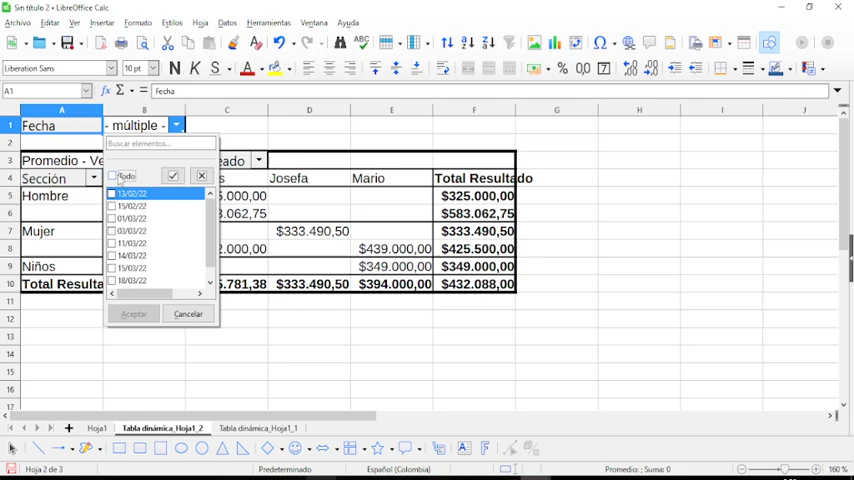 Sin título 2 - LibreOffice Calc
Archivo Editar Ver Insertar Formato Estilos Hoja Datos Herramientas Ventana Ayuda
Liberation Sans 10 pt N K S
A1 Fecha
A B C D E F G H I J
1 Fecha - múltiple -
2
Buscar elementos...
3 Promedio - Ve eado
Todo
4 Sección s Josefa Mario Total Resultado
13/02/22
5 Hombre 5.000,00 $325.000,00
15/02/22
6 3.062,75 $583.062,75
01/03/22
7 Mujer $333.490,50 $333.490,50
03/03/22
8 2.000,00 $439.000,00 $425.500,00
11/03/22
14/03/22
9 Niños $349.000,00 $349.000,00
15/03/22
18/03/22
10 Total Resulta 5.781,38 $333.490,50 $394.000,00 $432.088,00
11
12
Aceptar Cancelar
13
14
15
16
17
Hoja1 Tabla dinámica_Hoja1_2 Tabla dinámica_Hoja1_1
Hoja 2 de 3 Predeterminado Español (Colombia) Promedio: ; Suma: 0 160 %